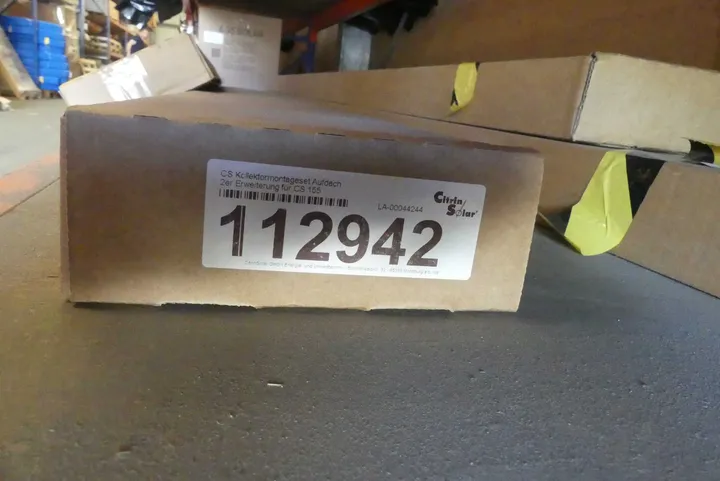 CS Kollektormontageset Aufdach
2er Erweiterung für CS 155
LA-00044244
Citrin
Solar
112942